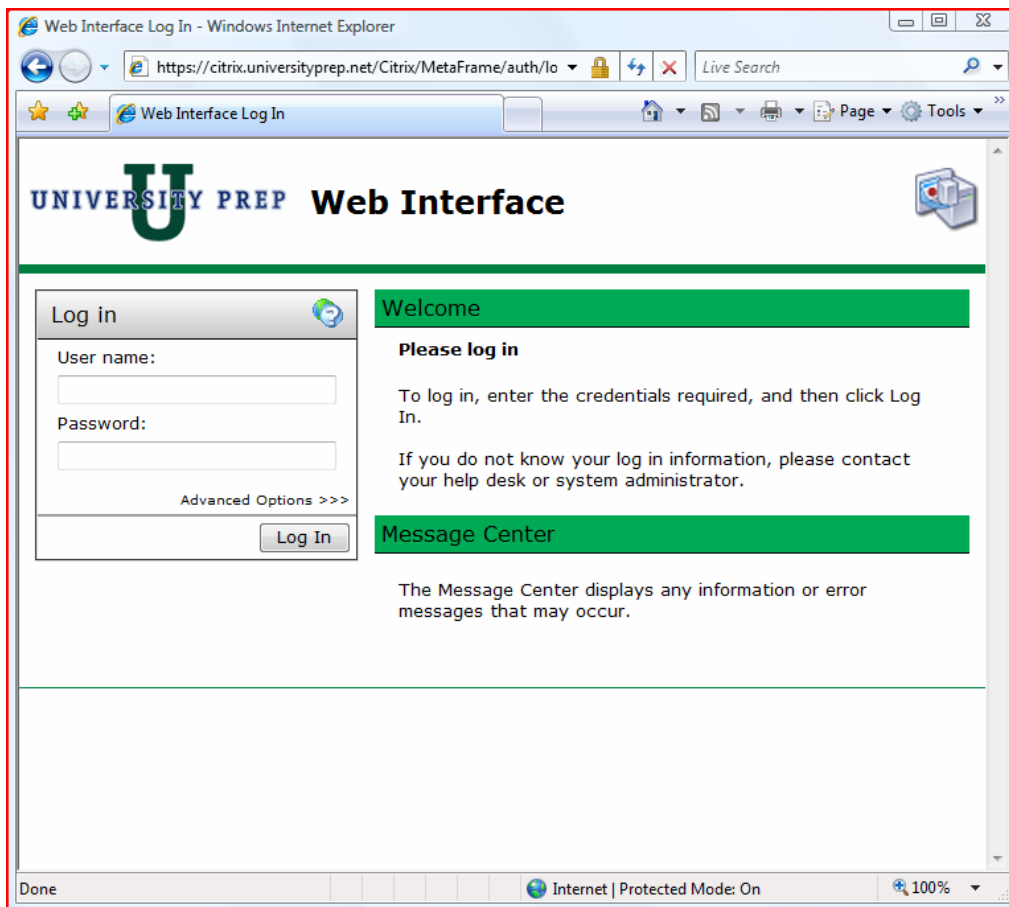 Web Interface Log In - Windows Internet Explorer
https://citrix.universityprep.net/Citrix/MetaFrame/auth/lo
Live Search
Web Interface Log In
Page
Tools
UNIVERSITY PREP
U
Web Interface
Log in
User name:
Password:
Advanced Options >>>
Log In
Welcome
Please log in
To log in, enter the credentials required, and then click Log
In.
If you do not know your log in information, please contact
your help desk or system administrator.
Message Center
The Message Center displays any information or error
messages that may occur.
Done
Internet | Protected Mode: On
100%